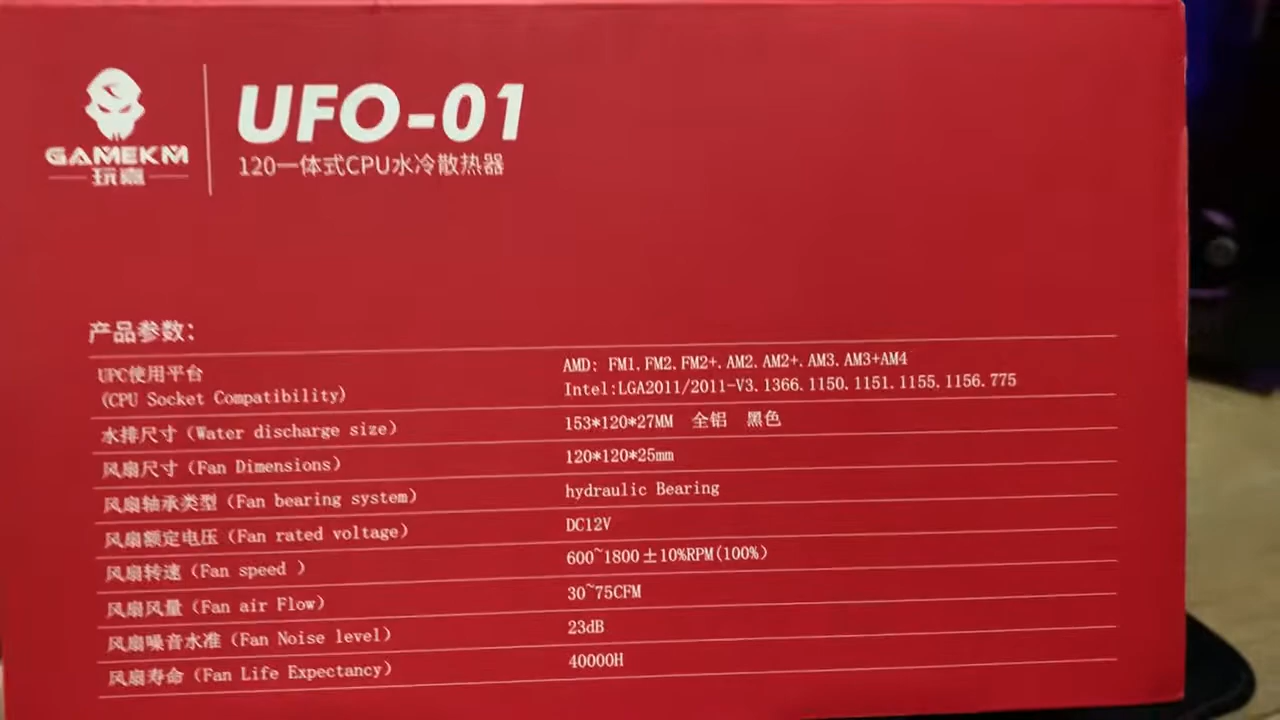 GAMEKM
玩嘉
UFO-01
120一体式CPU水冷散热器
产品参数：
UPC使用平台
(CPU Socket Compatibility)
AMD: FM1.FM2.FM2+.AM2.AM2+.AM3.AM3+AM4
Intel:LGA2011/2011-V3.1366.1150.1151.1155.1156.775
水排尺寸（Water discharge size） 153*120*27MM 全铝 黑色
风扇尺寸（Fan Dimensions） 120*120*25mm
风扇轴承类型（Fan bearing system） hydraulic Bearing
风扇额定电压（Fan rated voltage） DC12V
风扇转速（Fan speed ） 600~1800±10%RPM(100%)
风扇风量（Fan air Flow） 30~75CFM
风扇噪音水准（Fan Noise level） 23dB
风扇寿命（Fan Life Expectancy） 40000H